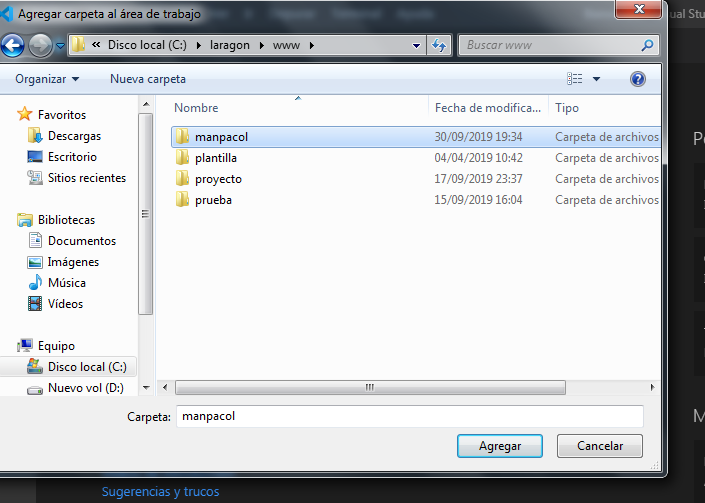 Agregar carpeta al área de trabajo
« Disco local (C:) laragon www
Buscar www
Organizar
Nueva carpeta
Favoritos
Descargas
Escritorio
Sitios recientes
Bibliotecas
Documentos
Imágenes
Música
Vídeos
Equipo
Disco local (C:)
Nuevo vol (D:)
Nombre Fecha de modifica... Tipo
manpacol 30/09/2019 19:34 Carpeta de archivos
plantilla 04/04/2019 10:42 Carpeta de archivos
proyecto 17/09/2019 23:37 Carpeta de archivos
prueba 15/09/2019 16:04 Carpeta de archivos
Carpeta: manpacol
Agregar Cancelar
Sugerencias y trucos